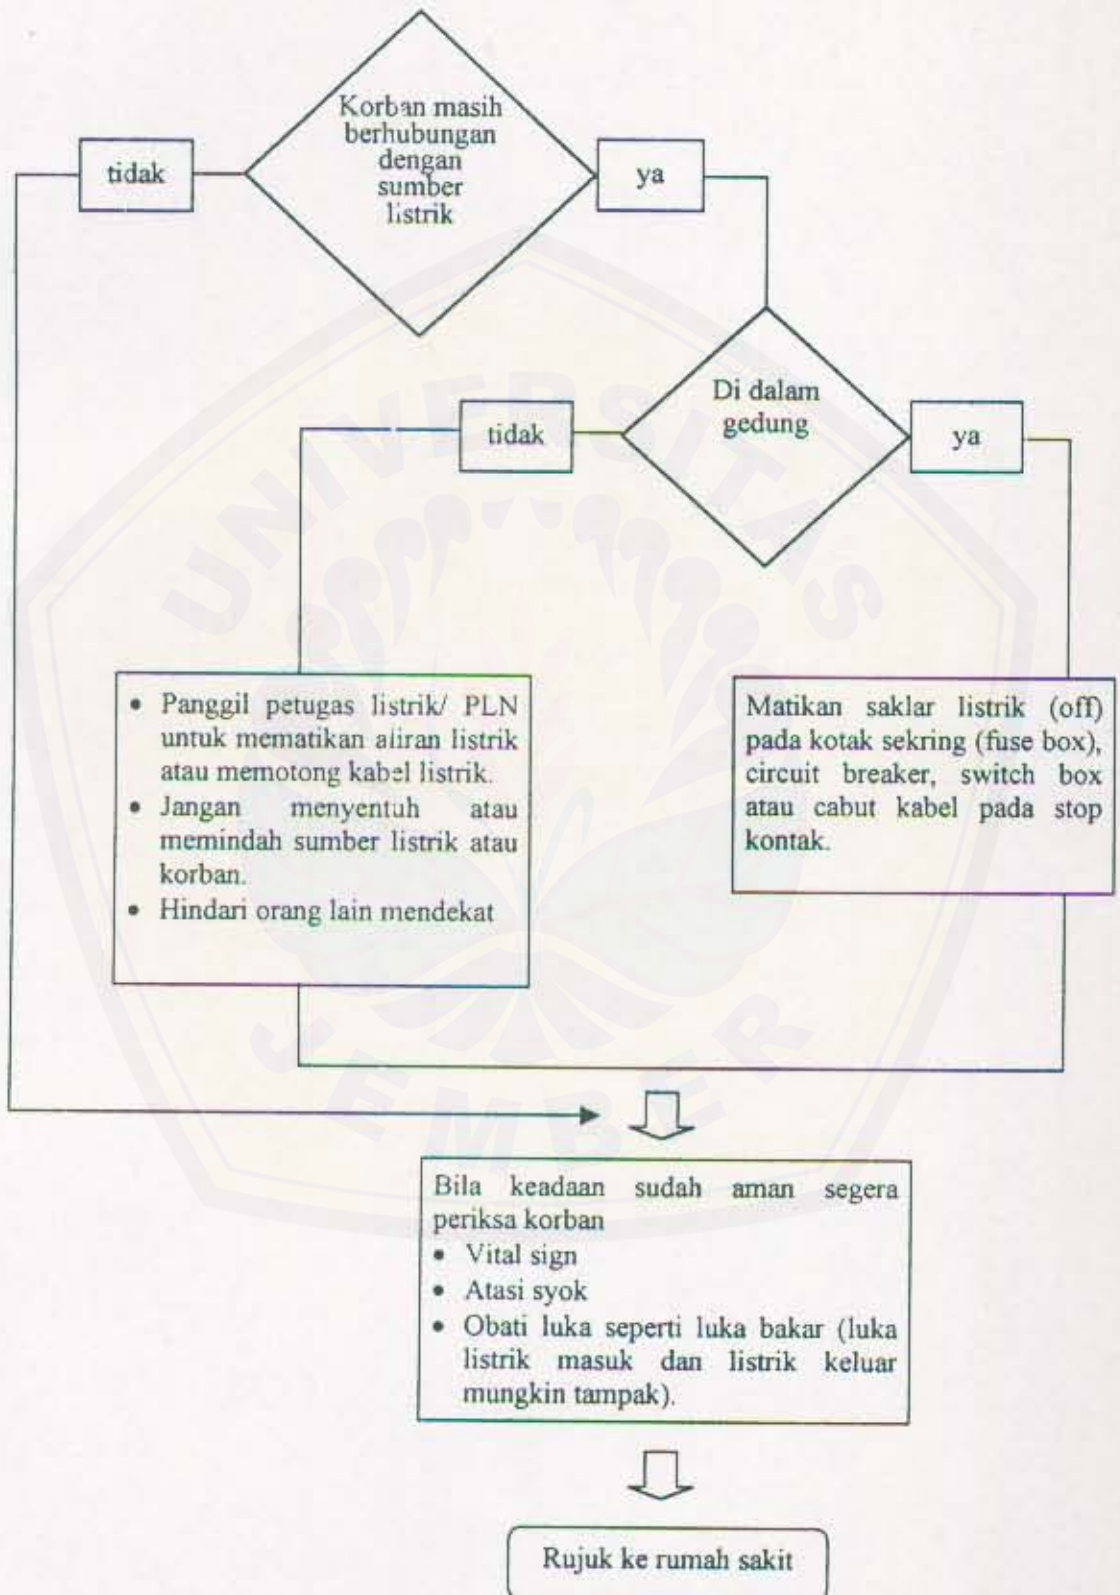 Korban masih
berhubungan
dengan
sumber
listrik
tidak
ya
Di dalam
gedung
tidak
ya
• Panggil petugas listrik/ PLN
untuk mematikan aliran listrik
atau memotong kabel listrik.
• Jangan menyentuh atau
memindah sumber listrik atau
korban.
• Hindari orang lain mendekat
Matikan saklar listrik (off)
pada kotak sekring (fuse box),
circuit breaker, switch box
atau cabut kabel pada stop
kontak.
Bila keadaan sudah aman segera
periksa korban
• Vital sign
• Atasi syok
• Obati luka seperti luka bakar (luka
listrik masuk dan listrik keluar
mungkin tampak).
Rujuk ke rumah sakit
UNIVERSITAS
JEMBER